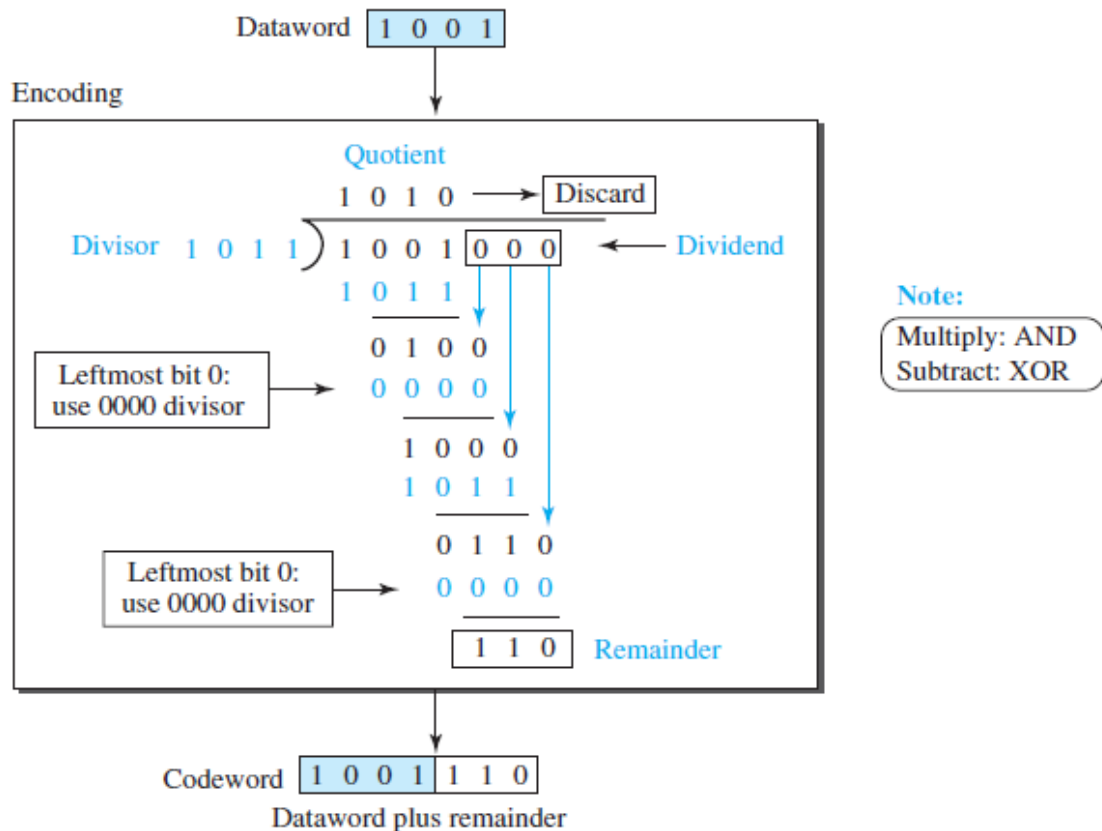 Dataword 1 0 0 1
Encoding
Quotient
1 0 1 0 Discard
Divisor 1 0 1 1 1 0 0 1 0 0 0 Dividend
1 0 1 1
Note:
0 1 0 0
Multiply: AND
Leftmost bit 0:
use 0000 divisor
0 0 0 0
Subtract: XOR
1 0 0 0
1 0 1 1
0 1 1 0
Leftmost bit 0:
use 0000 divisor
0 0 0 0
1 1 0 Remainder
Codeword 1 0 0 1 1 1 0
Dataword plus remainder